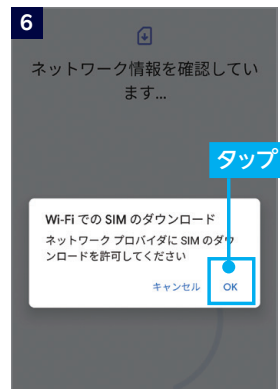 6
ネットワーク情報を確認してい
ます...
タップ
Wi-Fi での SIM のダウンロード
ネットワーク プロバイダに SIM のダウ
ンロードを許可してください
キャンセル OK